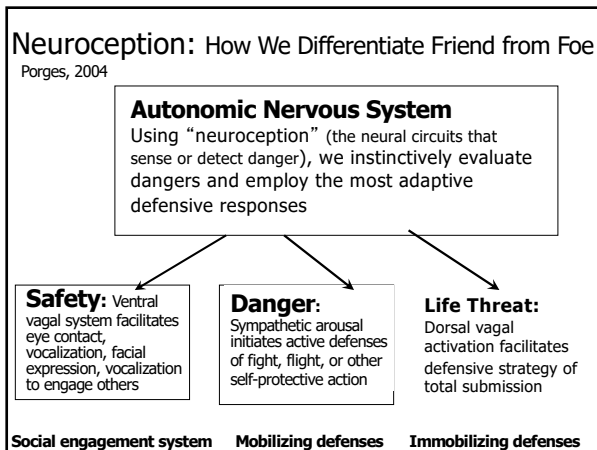 Neuroception: How We Differentiate Friend from Foe
Porges, 2004
Autonomic Nervous System
Using “neuroception” (the neural circuits that
sense or detect danger), we instinctively evaluate
dangers and employ the most adaptive
defensive responses
Safety: Ventral
vagal system facilitates
eye contact,
vocalization, facial
expression, vocalization
to engage others
Danger:
Sympathetic arousal
initiates active defenses
of fight, flight, or other
self-protective action
Life Threat:
Dorsal vagal
activation facilitates
defensive strategy of
total submission
Social engagement system Mobilizing defenses Immobilizing defenses